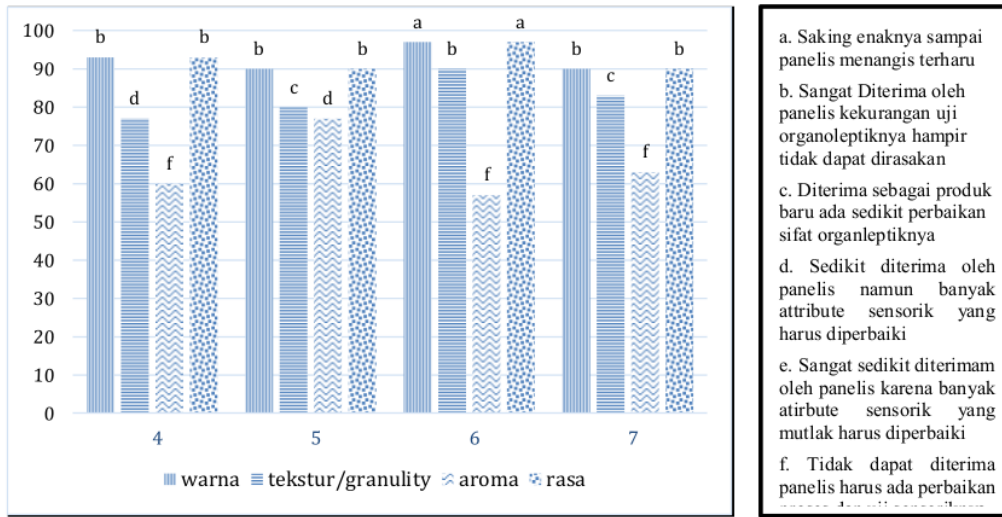 100
90
80
70
60
50
40
30
20
10
0
b
d
f
b
b
c
d
b
a
b
f
a
b
c
f
b
4
5
6
7
warna tekstur/granulity aroma rasa
a. Saking enaknya sampai
panelis menangis terharu
b. Sangat Diterima oleh
panelis kekurangan uji
organoleptiknya hampir
tidak dapat dirasakan
c. Diterima sebagai produk
baru ada sedikit perbaikan
sifat organleptiknya
d. Sedikit diterima oleh
panelis namun banyak
attribute sensorik yang
harus diperbaiki
e. Sangat sedikit diterimam
oleh panelis karena banyak
atirbute sensorik yang
mutlak harus diperbaiki
f. Tidak dapat diterima
panelis harus ada perbaikan